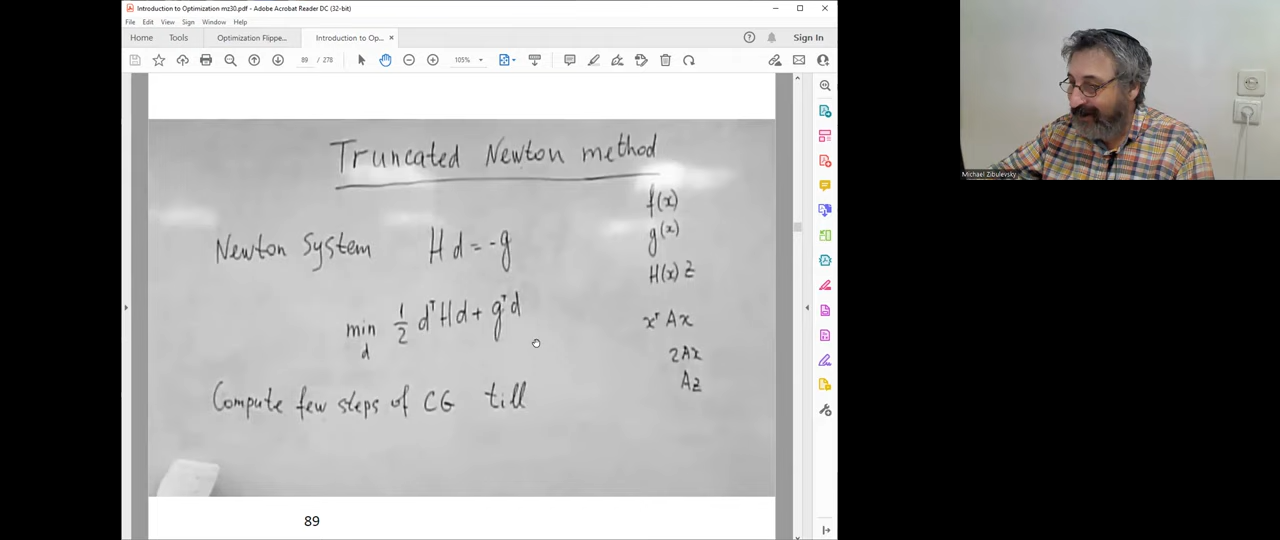 Introduction to Optimization mz30.pdf - Adobe Acrobat Reader DC (32-bit)
File Edit View Sign Window Help
Home Tools Optimization Flippe... Introduction to Op... × Sign In
89 / 278 105%
Truncated Newton method
f(x)
g(x)
Newton System H d = -g
H(x) z
min d 1/2 dᵀHd + gᵀd
xᵀAx
2Ax
Az
Compute few steps of CG till
89
Michael Zibulevsky